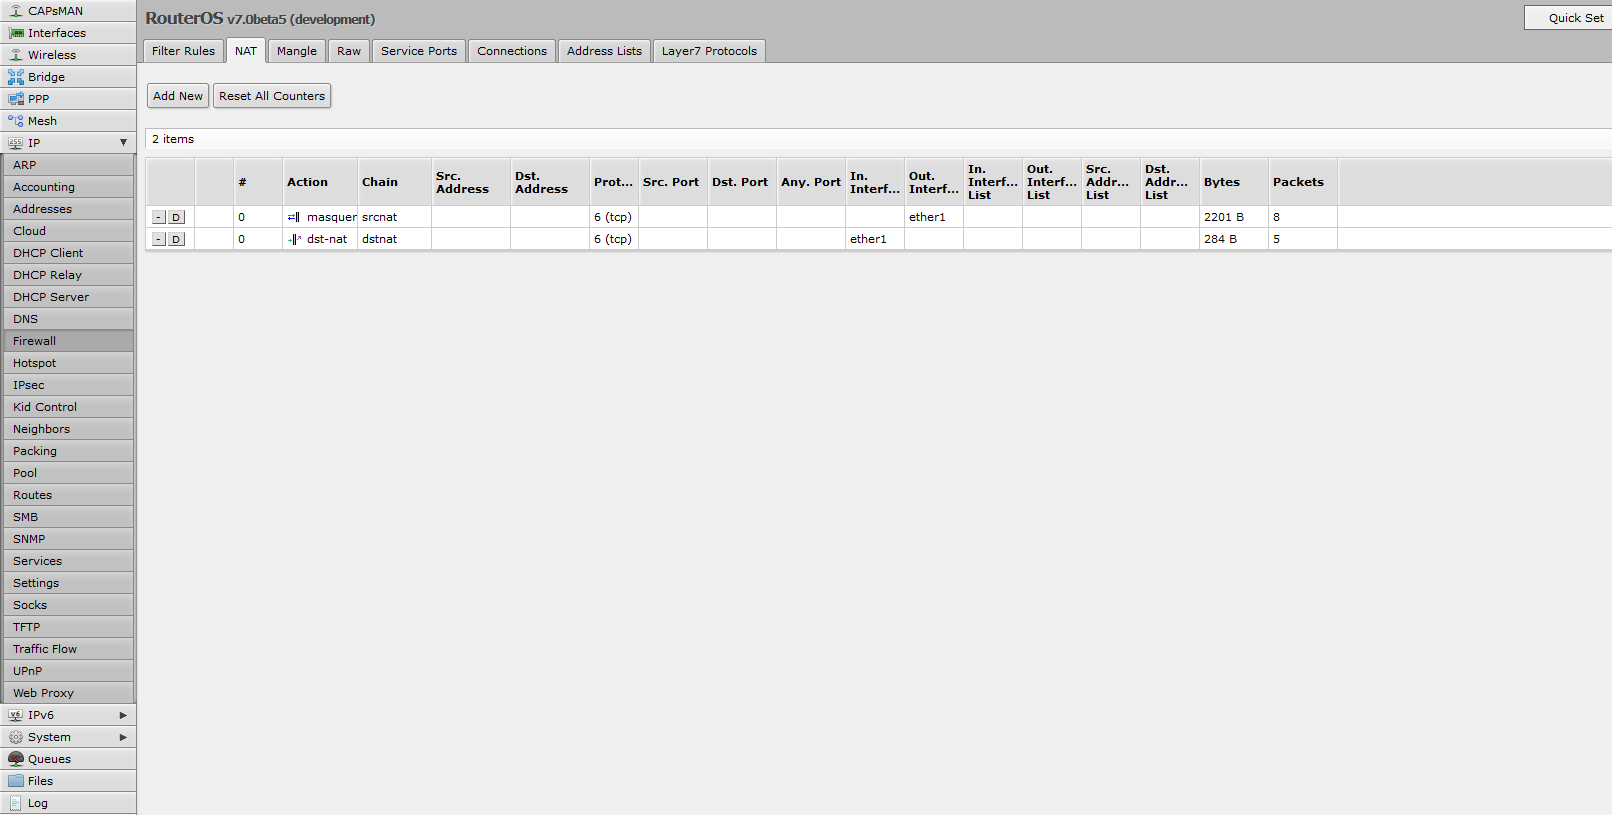 RouterOS v7.0beta5 (development)
Quick Set
Filter Rules NAT Mangle Raw Service Ports Connections Address Lists Layer7 Protocols
Add New Reset All Counters
2 items
# Action Chain Src. Address Dst. Address Prot... Src. Port Dst. Port Any. Port In. Interf... Out. Interf... In. Interf... List Out. Interf... List Src. Addr... List Dst. Addr... List Bytes Packets
- D 0 masquer srcnat 6 (tcp) ether1 2201 B 8
- D 0 dst-nat dstnat 6 (tcp) ether1 284 B 5
CAPsMAN
Interfaces
Wireless
Bridge
PPP
Mesh
255 IP ▼
ARP
Accounting
Addresses
Cloud
DHCP Client
DHCP Relay
DHCP Server
DNS
Firewall
Hotspot
IPsec
Kid Control
Neighbors
Packing
Pool
Routes
SMB
SNMP
Services
Settings
Socks
TFTP
Traffic Flow
UPnP
Web Proxy
v6 IPv6 ▶
System ▶
Queues
Files
Log